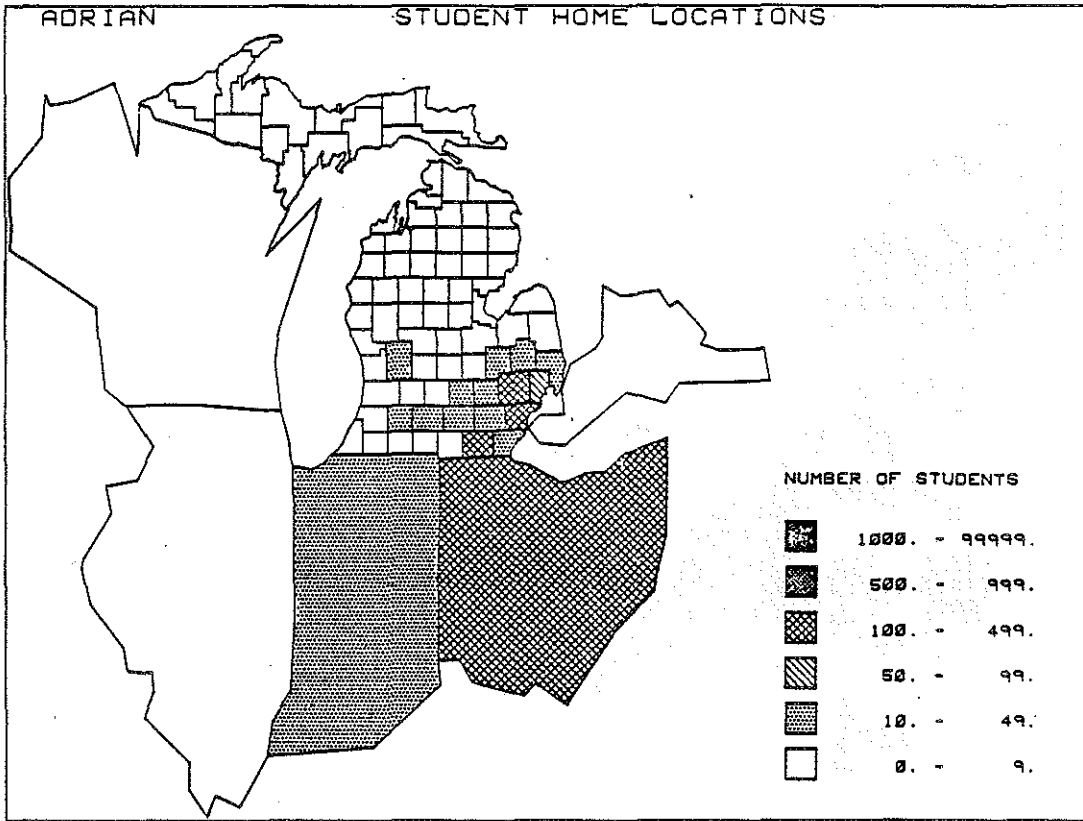 ADRIAN STUDENT HOME LOCATIONS
NUMBER OF STUDENTS
1000. - 99999.
500. - 999.
100. - 499.
50. - 99.
10. - 49.
0. - 9.